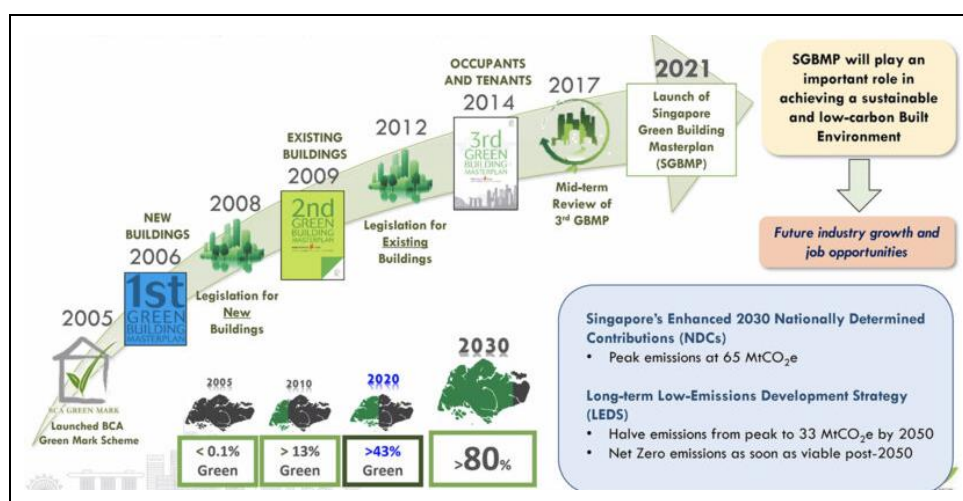 2005
BCA GREEN MARK
Launched BCA
Green Mark Scheme
NEW
BUILDINGS
2006
1st
GREEN
BUILDING
MASTERPLAN
2008
Legislation for
New
Buildings
EXISTING
BUILDINGS
2009
2nd
GREEN
BUILDING
MASTERPLAN
2012
Legislation for
Existing
Buildings
OCCUPANTS
AND TENANTS
2014
3rd
GREEN
BUILDING
MASTERPLAN
2017
Mid-term
Review of
3rd GBMP
2021
Launch of
Singapore
Green Building
Masterplan
(SGBMP)
SGBMP will play an
important role in
achieving a sustainable
and low-carbon Built
Environment
Future industry growth and
job opportunities
2005
< 0.1%
Green
2010
> 13%
Green
2020
>43%
Green
2030
>80%
Singapore's Enhanced 2030 Nationally Determined
Contributions (NDCs)
• Peak emissions at 65 MtCO₂e
Long-term Low-Emissions Development Strategy
(LEDS)
• Halve emissions from peak to 33 MtCO₂e by 2050
• Net Zero emissions as soon as viable post-2050